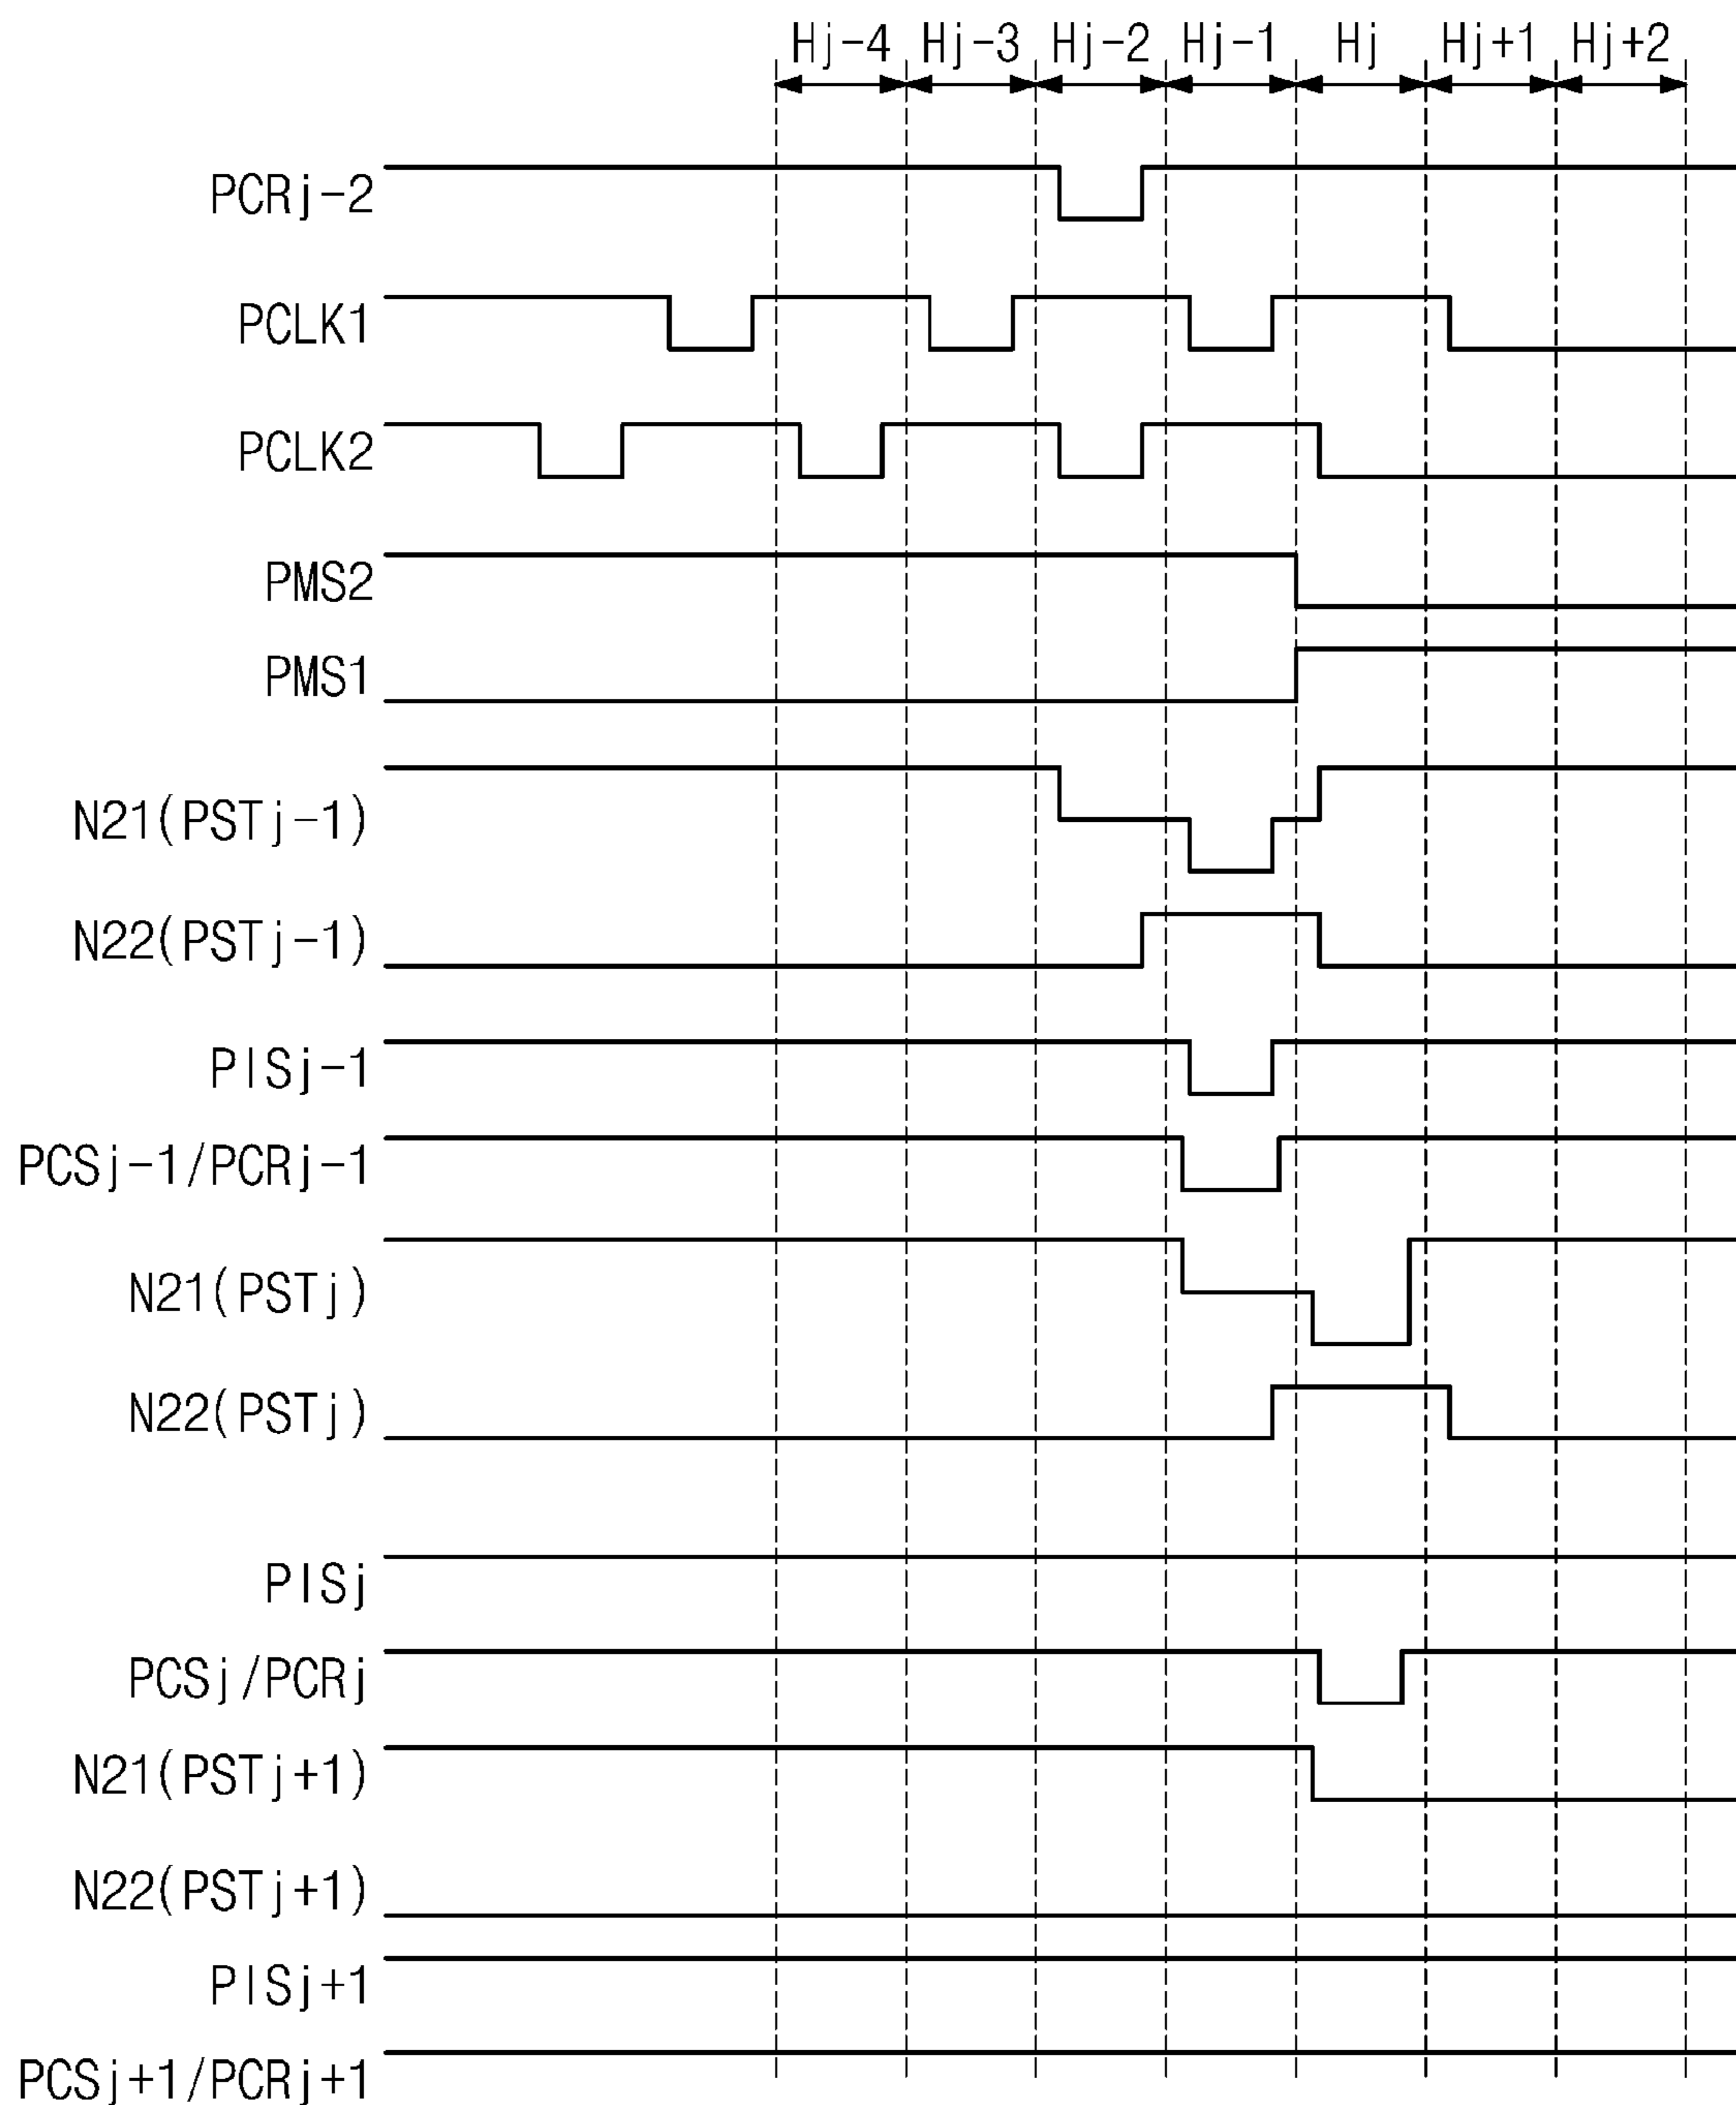 Hj-4 Hj-3 Hj-2 Hj-1 Hj Hj+1 Hj+2
PCRj-2
PCLK1
PCLK2
PMS2
PMS1
N21(PSTj-1)
N22(PSTj-1)
PISj-1
PCSj-1/PCRj-1
N21(PSTj)
N22(PSTj)
PISj
PCSj/PCRj
N21(PSTj+1)
N22(PSTj+1)
PISj+1
PCSj+1/PCRj+1